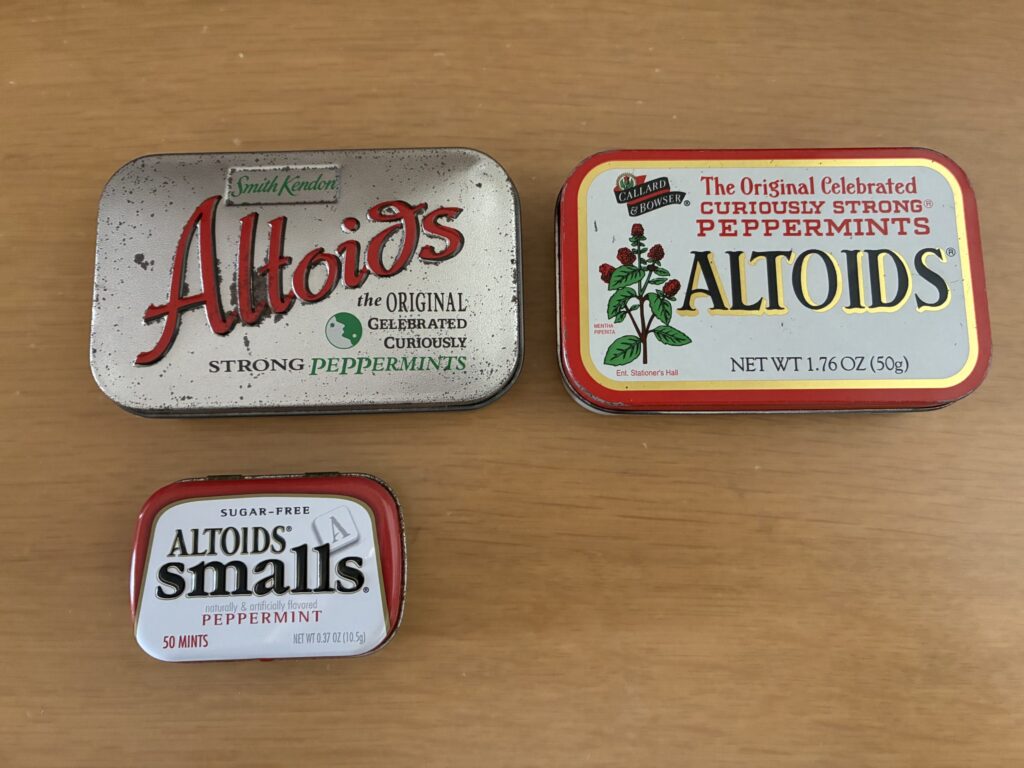 Smith Kendon
Altoids
the ORIGINAL
CELEBRATED
CURIOUSLY
STRONG PEPPERMINTS
CALLARD
& BOWSER®
The Original Celebrated
CURIOUSLY STRONG®
PEPPERMINTS
ALTOIDS®
MENTHA
PIPERITA
Ent. Stationer's Hall
NET WT 1.76 OZ (50g)
SUGAR-FREE
A
ALTOIDS®
smalls®
naturally & artificially flavored
PEPPERMINT
50 MINTS
NET WT 0.37 OZ (10.5g)